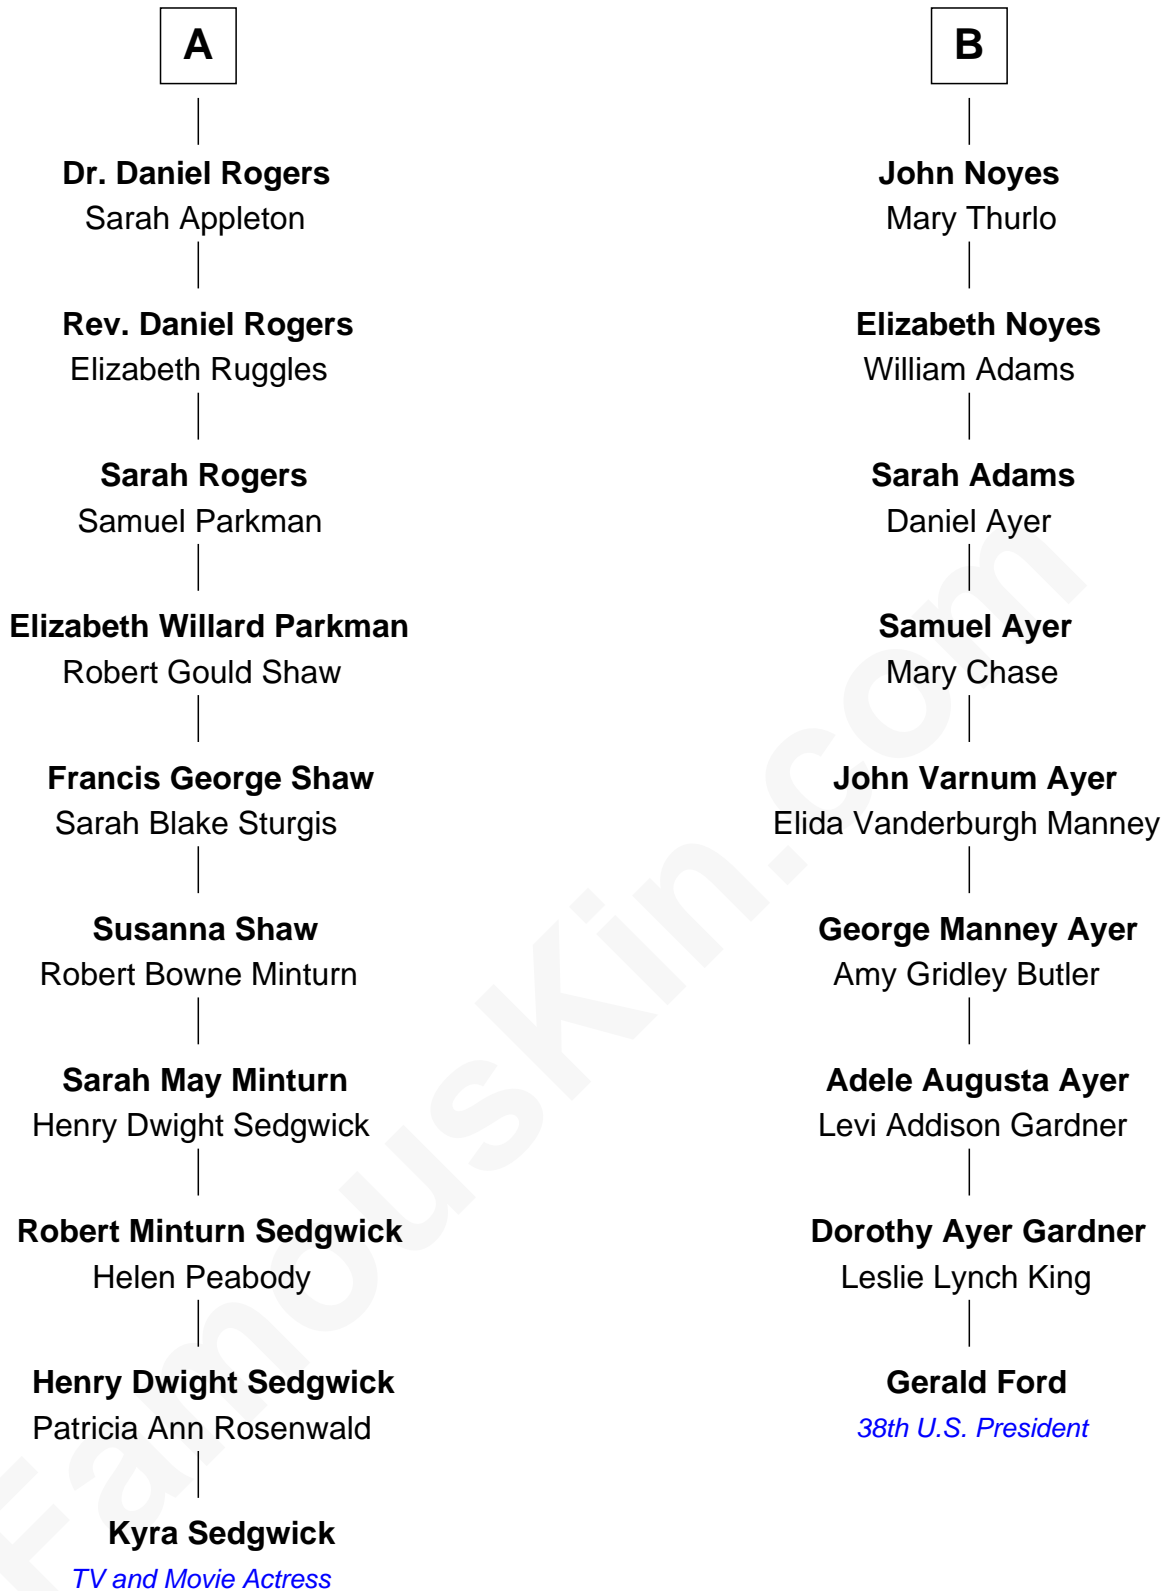 A
Dr. Daniel Rogers
Sarah Appleton
Rev. Daniel Rogers
Elizabeth Ruggles
Sarah Rogers
Samuel Parkman
Elizabeth Willard Parkman
Robert Gould Shaw
Francis George Shaw
Sarah Blake Sturgis
Susanna Shaw
Robert Bowne Minturn
Sarah May Minturn
Henry Dwight Sedgwick
Robert Minturn Sedgwick
Helen Peabody
Henry Dwight Sedgwick
Patricia Ann Rosenwald
Kyra Sedgwick
TV and Movie Actress
B
John Noyes
Mary Thurlo
Elizabeth Noyes
William Adams
Sarah Adams
Daniel Ayer
Samuel Ayer
Mary Chase
John Varnum Ayer
Elida Vanderburgh Manney
George Manney Ayer
Amy Gridley Butler
Adele Augusta Ayer
Levi Addison Gardner
Dorothy Ayer Gardner
Leslie Lynch King
Gerald Ford
38th U.S. President
FamousKin.com